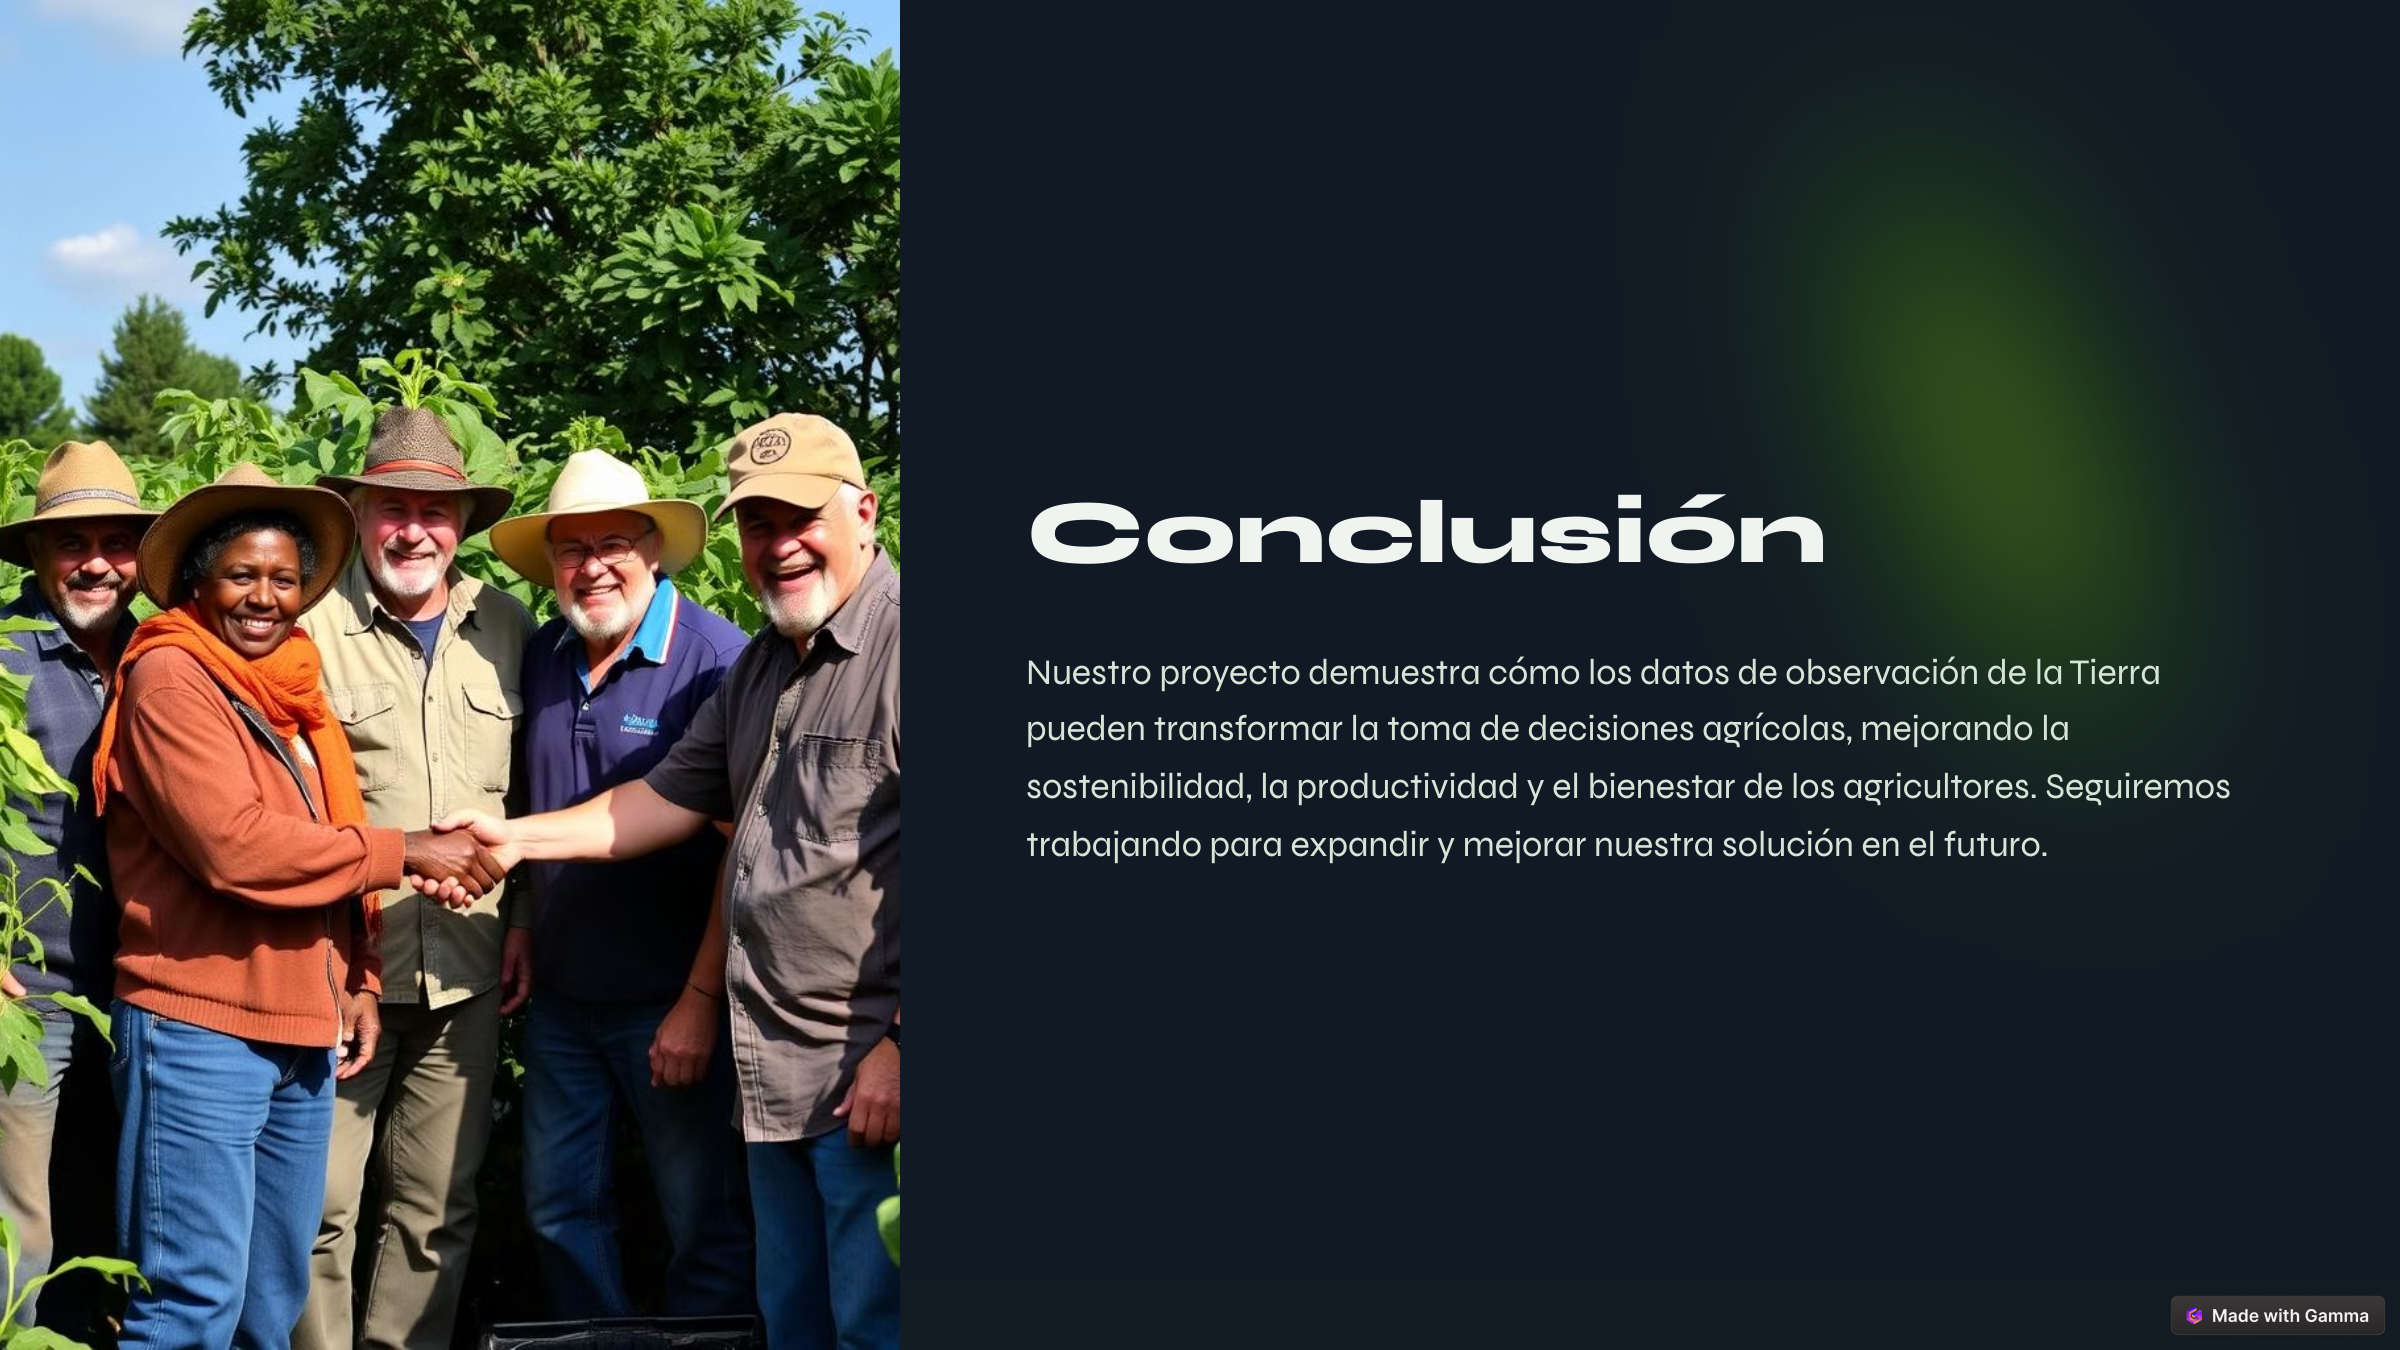 Conclusión
Nuestro proyecto demuestra cómo los datos de observación de la Tierra
pueden transformar la toma de decisiones agrícolas, mejorando la
sostenibilidad, la productividad y el bienestar de los agricultores. Seguiremos
trabajando para expandir y mejorar nuestra solución en el futuro.
Made with Gamma